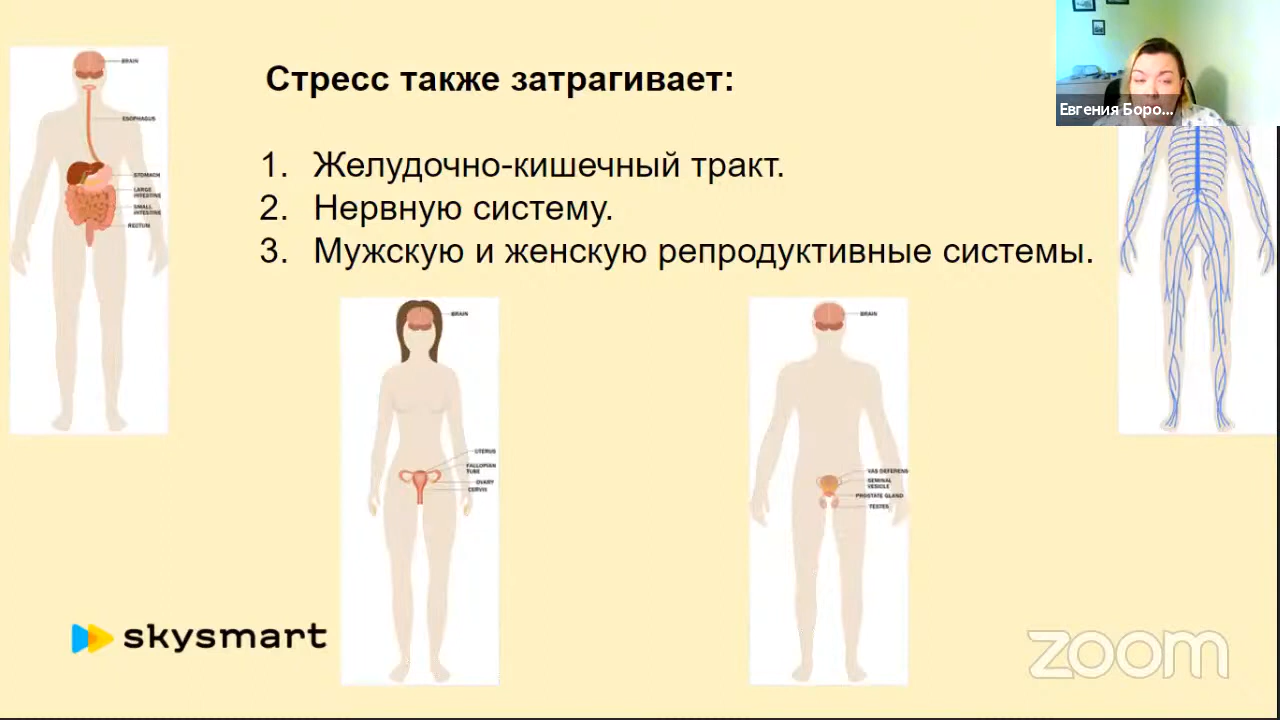 Стресс также затрагивает:
1. Желудочно-кишечный тракт.
2. Нервную систему.
3. Мужскую и женскую репродуктивные системы.
Евгения Боро...
BRAIN
ESOPHAGUS
STOMACH
LARGE
INTESTINE
SMALL
INTESTINE
RECTUM
BRAIN
UTERUS
FALLOPIEN
TUBE
OVARY
CERVIX
BRAIN
VAS DEFERENS
SEMINAL
VESICLE
PROSTATE GLAND
TESTES
skysmart
zoom